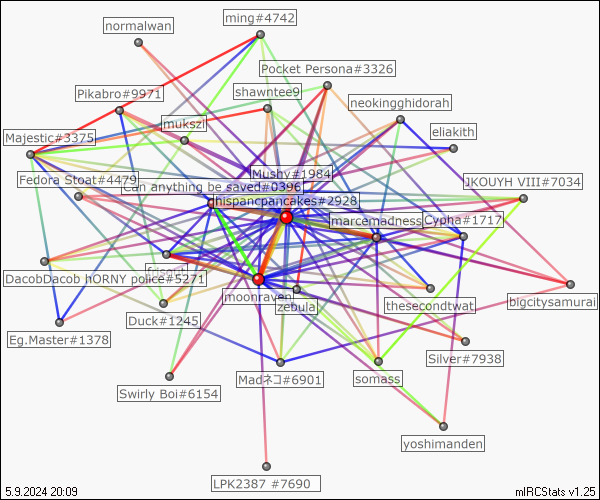 ming#4742
normalwan
Pocket Persona#3326
shawntee9
Pikabro#9971
neokingghidorah
mukszi
eliakith
Majestic#3375
Mushy#1984
Fedora Stoat#4479
Can anything be saved#0396
JKOUYH VIII#7034
hispancpancakes#2928
marcemadness
Cypha#1717
DacobDacob hORNY police#5271
moonraven
zebula
thesecondtwat
bigcitysamurai
Duck#1245
Eg.Master#1378
Silver#7938
Madネコ#6901
somass
Swirly Boi#6154
yoshimanden
LPK2387 #7690
5.9.2024 20:09
mIRCStats v1.25